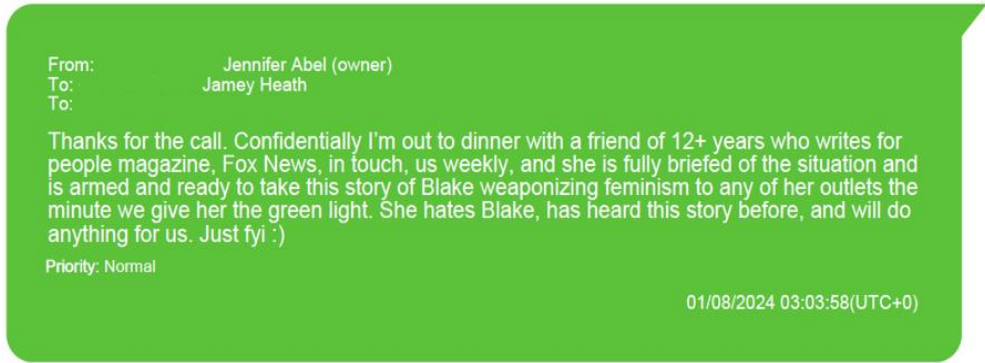 From: Jennifer Abel (owner)
To: Jamey Heath
To:
Thanks for the call. Confidentially I'm out to dinner with a friend of 12+ years who writes for
people magazine, Fox News, in touch, us weekly, and she is fully briefed of the situation and
is armed and ready to take this story of Blake weaponizing feminism to any of her outlets the
minute we give her the green light. She hates Blake, has heard this story before, and will do
anything for us. Just fyi :)
Priority: Normal
01/08/2024 03:03:58(UTC+0)